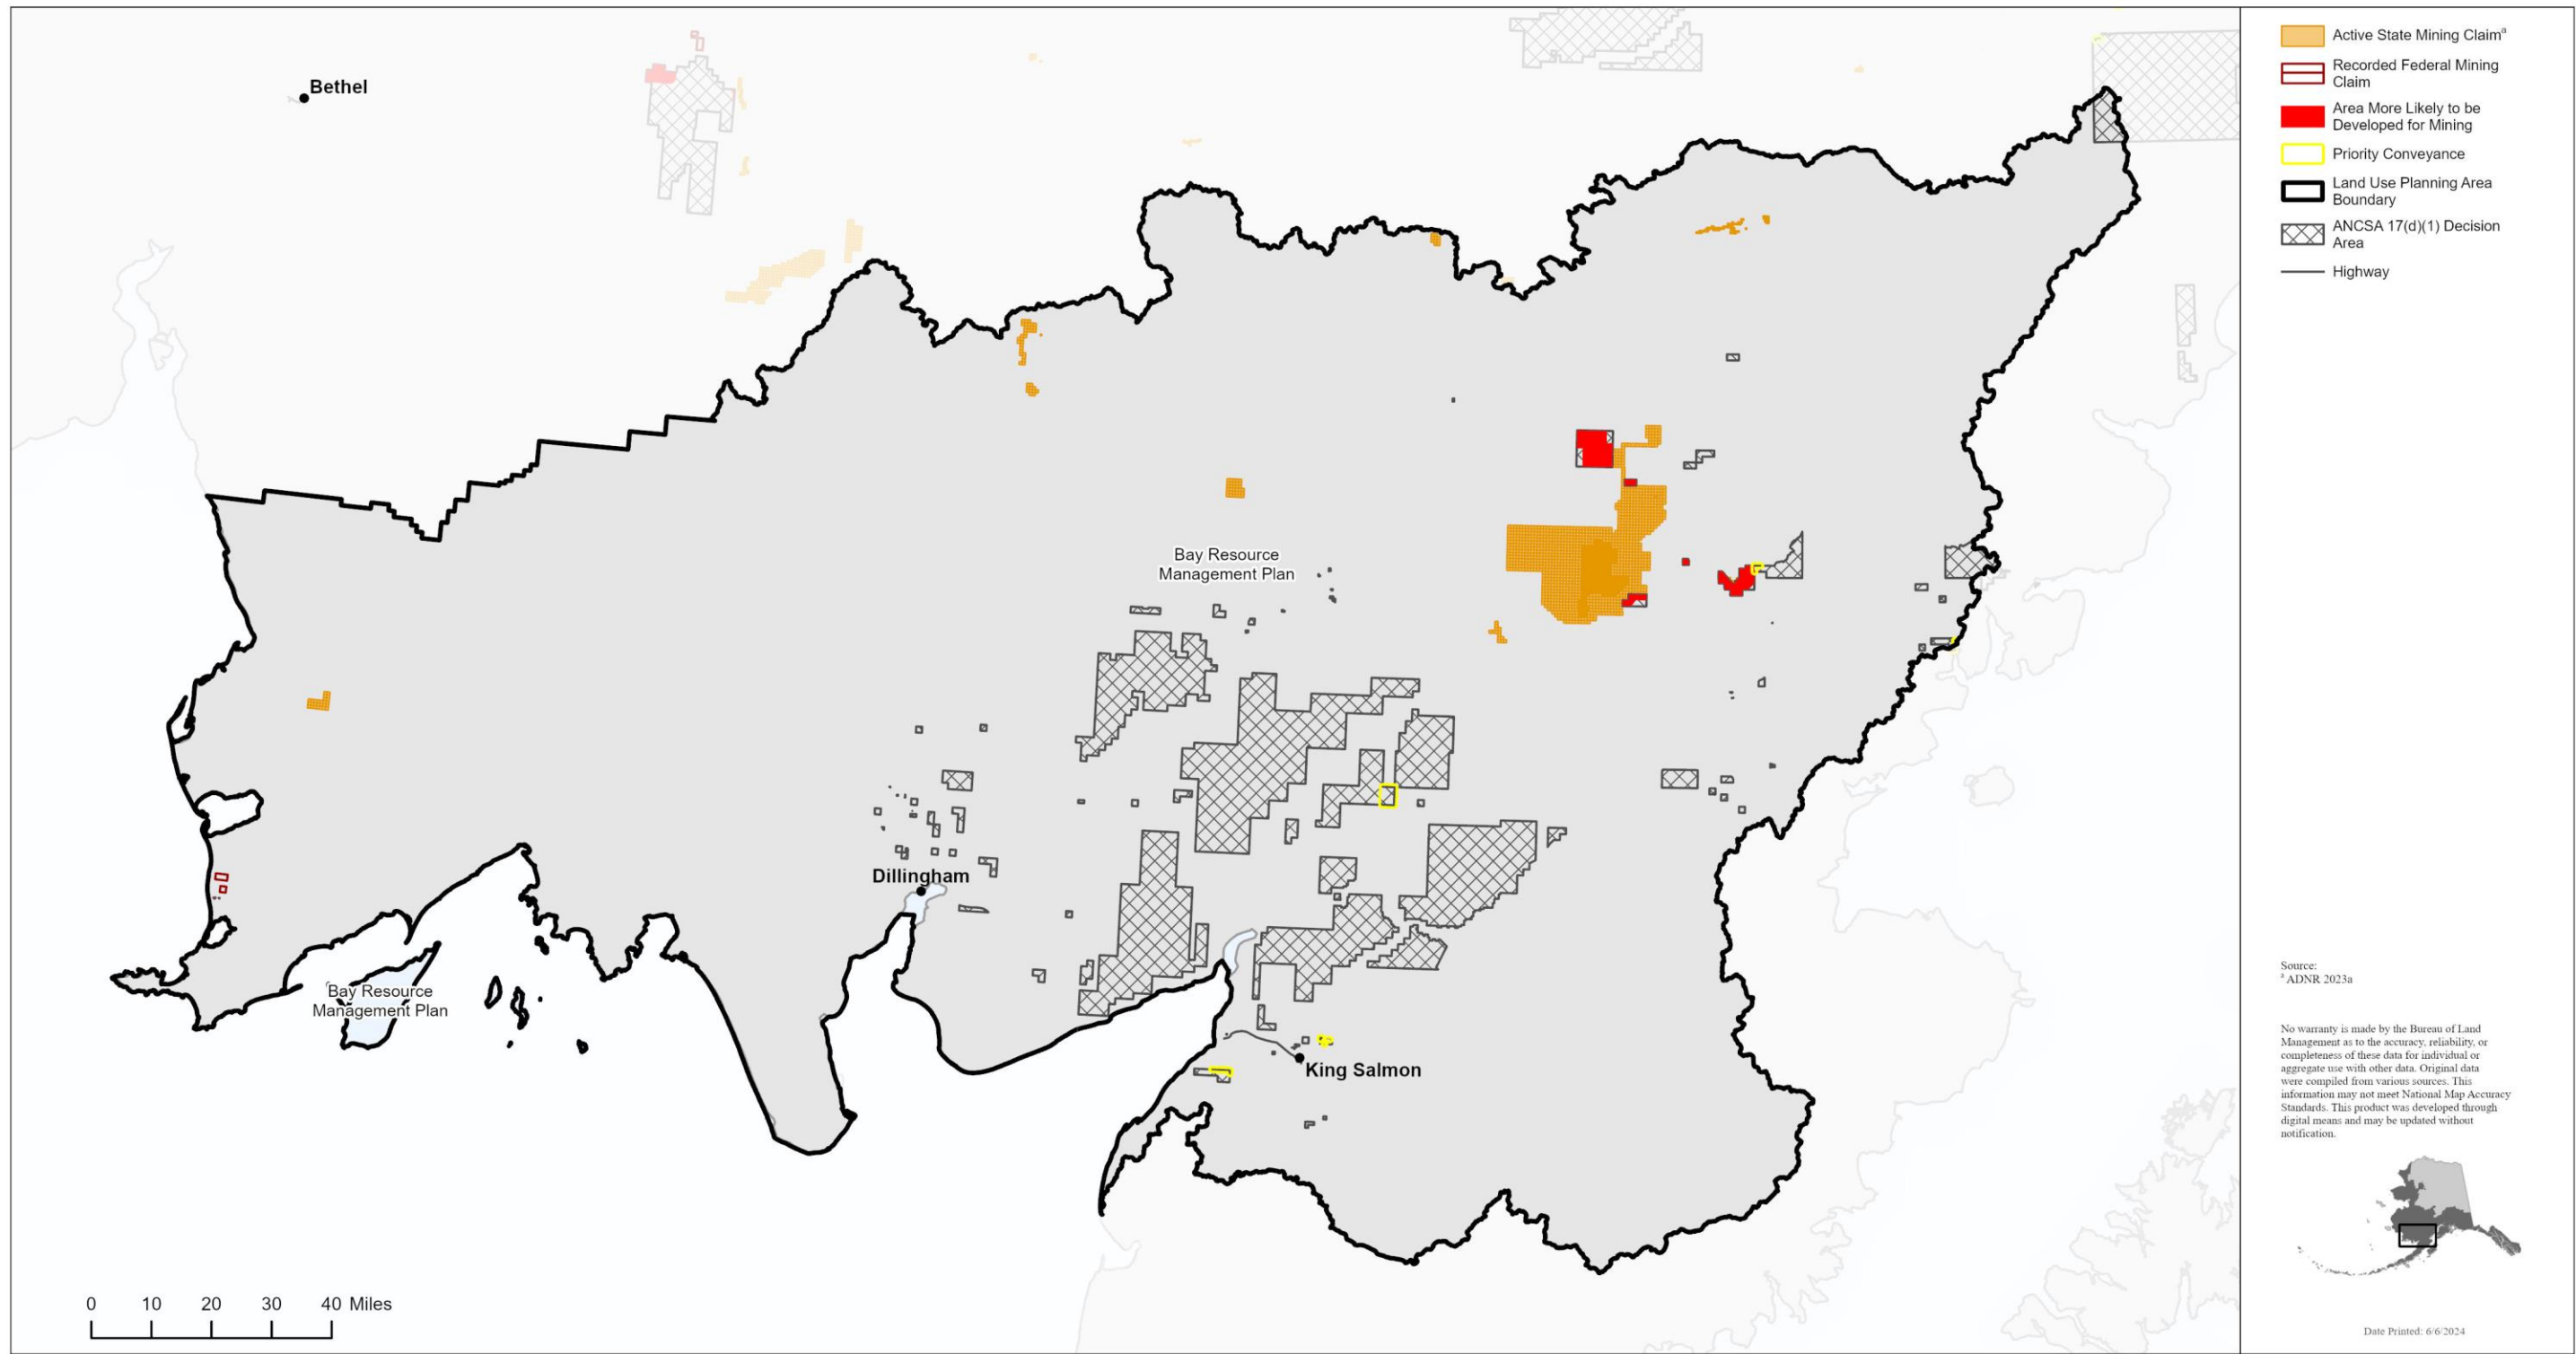 Bethel
Bay Resource
Management Plan
Dillingham
Bay Resource
Management Plan
King Salmon
0 10 20 30 40 Miles
Active State Mining Claimᵃ
Recorded Federal Mining
Claim
Area More Likely to be
Developed for Mining
Priority Conveyance
Land Use Planning Area
Boundary
ANCSA 17(d)(1) Decision
Area
Highway
Source:
ᵃ ADNR 2023a
No warranty is made by the Bureau of Land
Management as to the accuracy, reliability, or
completeness of these data for individual or
aggregate use with other data. Original data
were compiled from various sources. This
information may not meet National Map Accuracy
Standards. This product was developed through
digital means and may be updated without
notification.
Date Printed: 6/6/2024